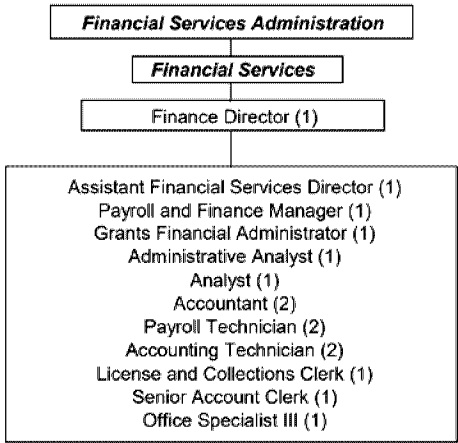 Financial Services Administration
Financial Services
Finance Director (1)
Assistant Financial Services Director (1)
Payroll and Finance Manager (1)
Grants Financial Administrator (1)
Administrative Analyst (1)
Analyst (1)
Accountant (2)
Payroll Technician (2)
Accounting Technician (2)
License and Collections Clerk (1)
Senior Account Clerk (1)
Office Specialist III (1)